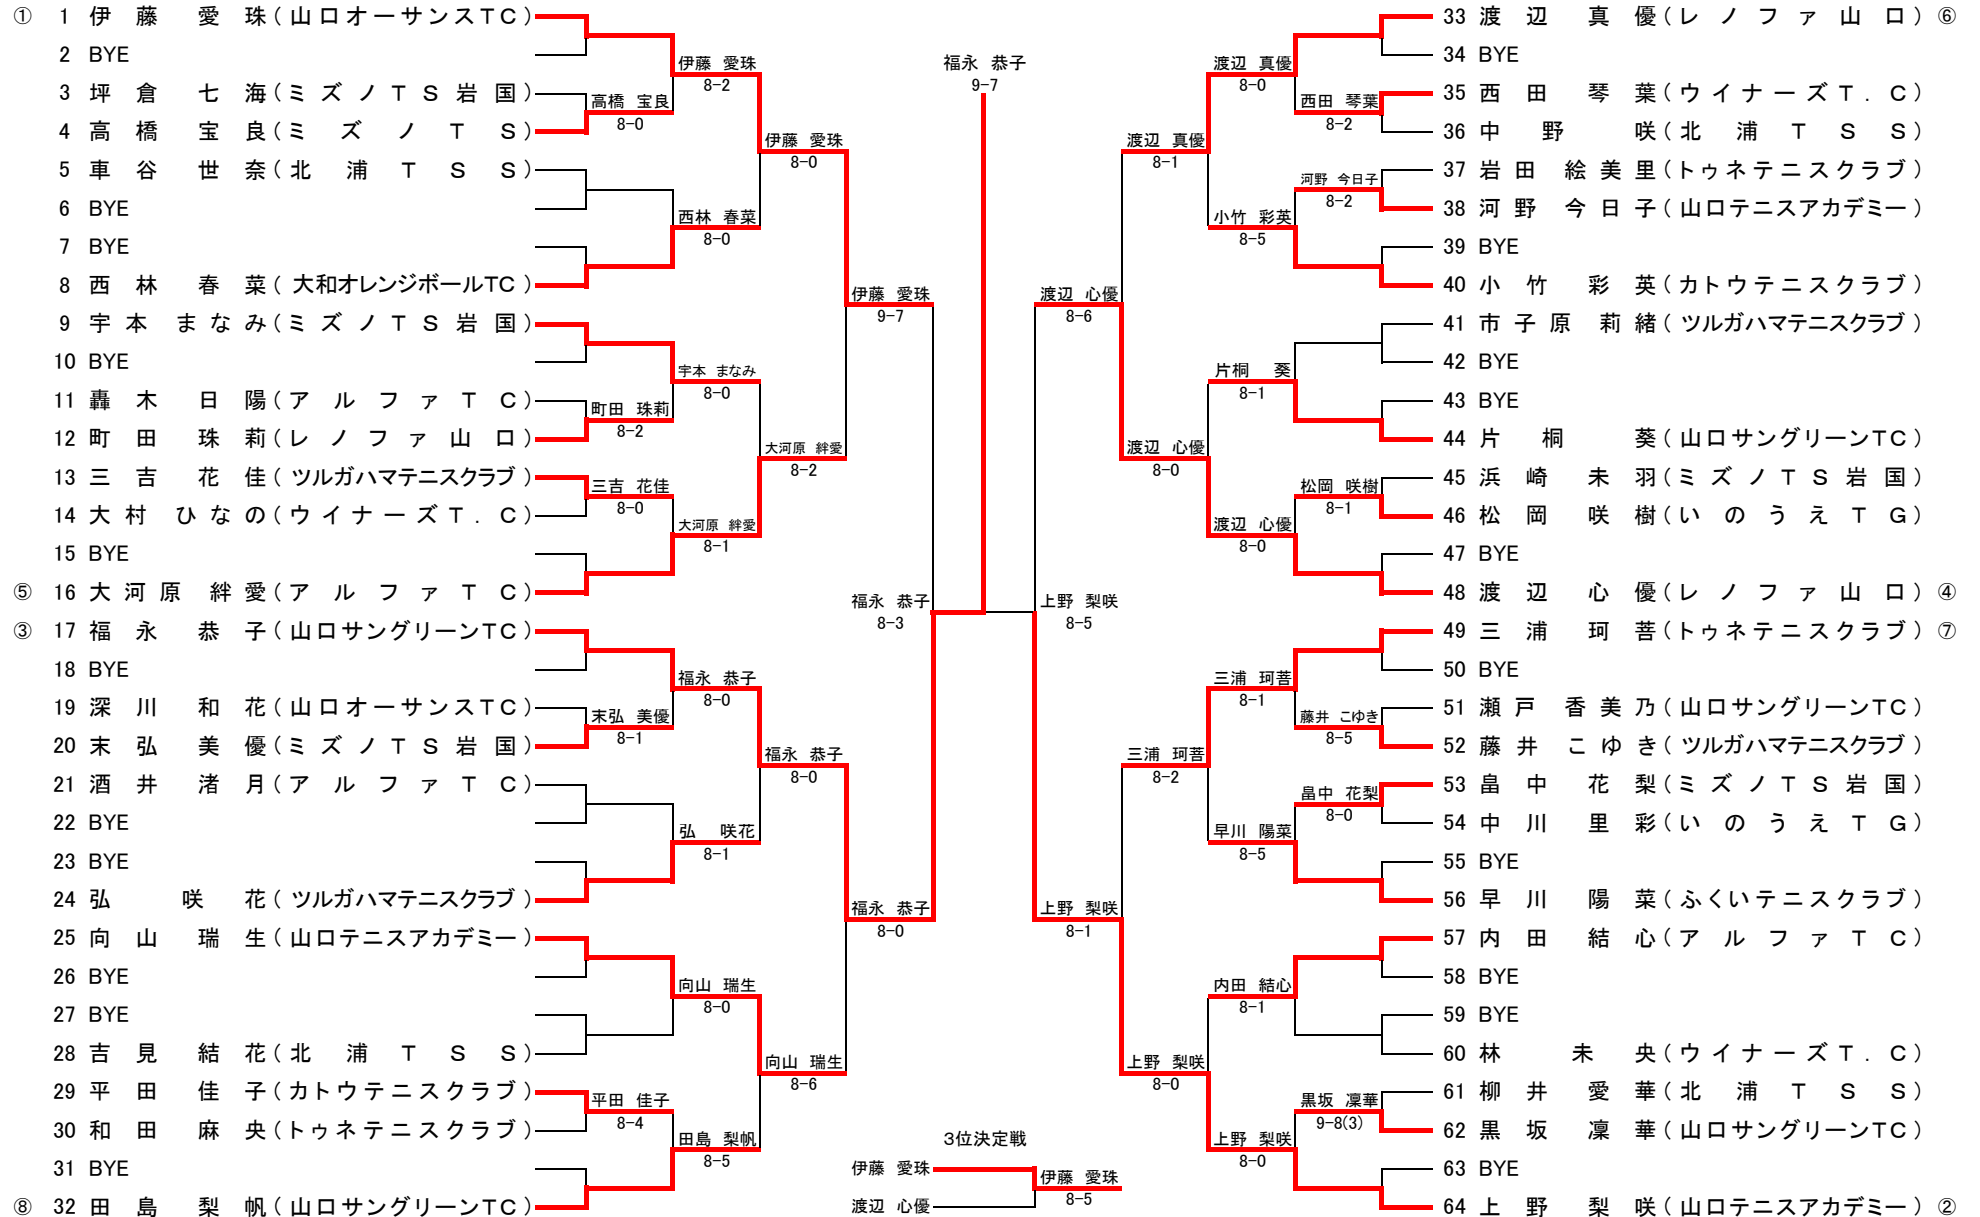 ① 1 伊藤 愛珠(山口オーサンスTC)
2 BYE
3 坪倉 七海(ミズノTS岩国)
4 高橋 宝良(ミズノTS)
5 車谷 世奈(北浦TSS)
6 BYE
7 BYE
8 西林 春菜(大和オレンジボールTC)
9 宇本 まなみ(ミズノTS岩国)
10 BYE
11 轟木 日陽(アルファTC)
12 町田 珠莉(レノファ山口)
13 三吉 花佳(ツルガハマテニスクラブ)
14 大村 ひなの(ウイナーズT.C)
15 BYE
⑤ 16 大河原 絆愛(アルファTC)
③ 17 福永 恭子(山口サングリーンTC)
18 BYE
19 深川 和花(山口オーサンスTC)
20 末弘 美優(ミズノTS岩国)
21 酒井 渚月(アルファTC)
22 BYE
23 BYE
24 弘 咲花(ツルガハマテニスクラブ)
25 向山 瑞生(山口テニスアカデミー)
26 BYE
27 BYE
28 吉見 結花(北浦TSS)
29 平田 佳子(カトウテニスクラブ)
30 和田 麻央(トゥネテニスクラブ)
31 BYE
⑧ 32 田島 梨帆(山口サングリーンTC)
高橋 宝良
8-0
町田 珠莉
8-2
三吉 花佳
8-0
末弘 美優
8-1
平田 佳子
8-4
伊藤 愛珠
8-2
西林 春菜
8-0
宇本 まなみ
8-0
大河原 絆愛
8-1
福永 恭子
8-0
弘 咲花
8-1
向山 瑞生
8-0
田島 梨帆
8-5
伊藤 愛珠
8-0
大河原 絆愛
8-2
福永 恭子
8-0
向山 瑞生
8-6
伊藤 愛珠
9-7
福永 恭子
8-0
福永 恭子
8-3
福永 恭子
9-7
上野 梨咲
8-5
渡辺 心優
8-6
上野 梨咲
8-1
渡辺 真優
8-1
渡辺 心優
8-0
三浦 珂菩
8-2
上野 梨咲
8-0
渡辺 真優
8-0
小竹 彩英
8-5
片桐 葵
8-1
渡辺 心優
8-0
三浦 珂菩
8-1
早川 陽菜
8-5
内田 結心
8-1
上野 梨咲
8-0
西田 琴葉
8-2
河野 今日子
8-2
松岡 咲樹
8-1
藤井 こゆき
8-5
畠中 花梨
8-0
黒坂 凜華
9-8(3)
33 渡辺 真優(レノファ山口) ⑥
34 BYE
35 西田 琴葉(ウイナーズT.C)
36 中野 咲(北浦TSS)
37 岩田 絵美里(トゥネテニスクラブ)
38 河野 今日子(山口テニスアカデミー)
39 BYE
40 小竹 彩英(カトウテニスクラブ)
41 市子原 莉緒(ツルガハマテニスクラブ)
42 BYE
43 BYE
44 片桐 葵(山口サングリーンTC)
45 浜崎 未羽(ミズノTS岩国)
46 松岡 咲樹(いのうえTG)
47 BYE
48 渡辺 心優(レノファ山口) ④
49 三浦 珂菩(トゥネテニスクラブ) ⑦
50 BYE
51 瀬戸 香美乃(山口サングリーンTC)
52 藤井 こゆき(ツルガハマテニスクラブ)
53 畠中 花梨(ミズノTS岩国)
54 中川 里彩(いのうえTG)
55 BYE
56 早川 陽菜(ふくいテニスクラブ)
57 内田 結心(アルファTC)
58 BYE
59 BYE
60 林 未央(ウイナーズT.C)
61 柳井 愛華(北浦TSS)
62 黒坂 凜華(山口サングリーンTC)
63 BYE
64 上野 梨咲(山口テニスアカデミー) ②
3位決定戦
伊藤 愛珠
渡辺 心優
伊藤 愛珠
8-5